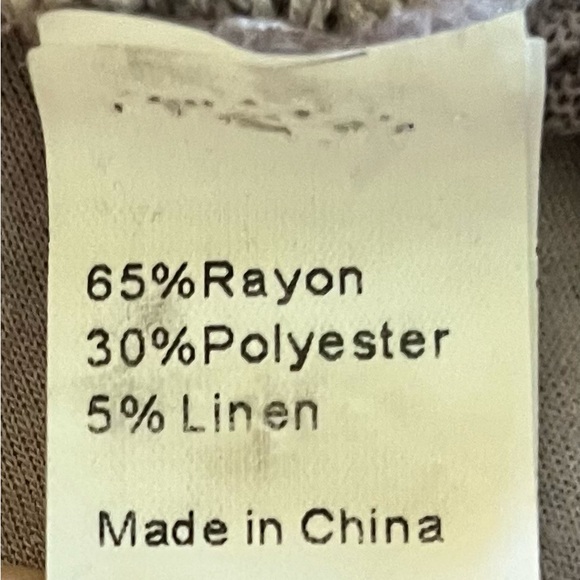 65%Rayon
30%Polyester
5% Linen
Made in China